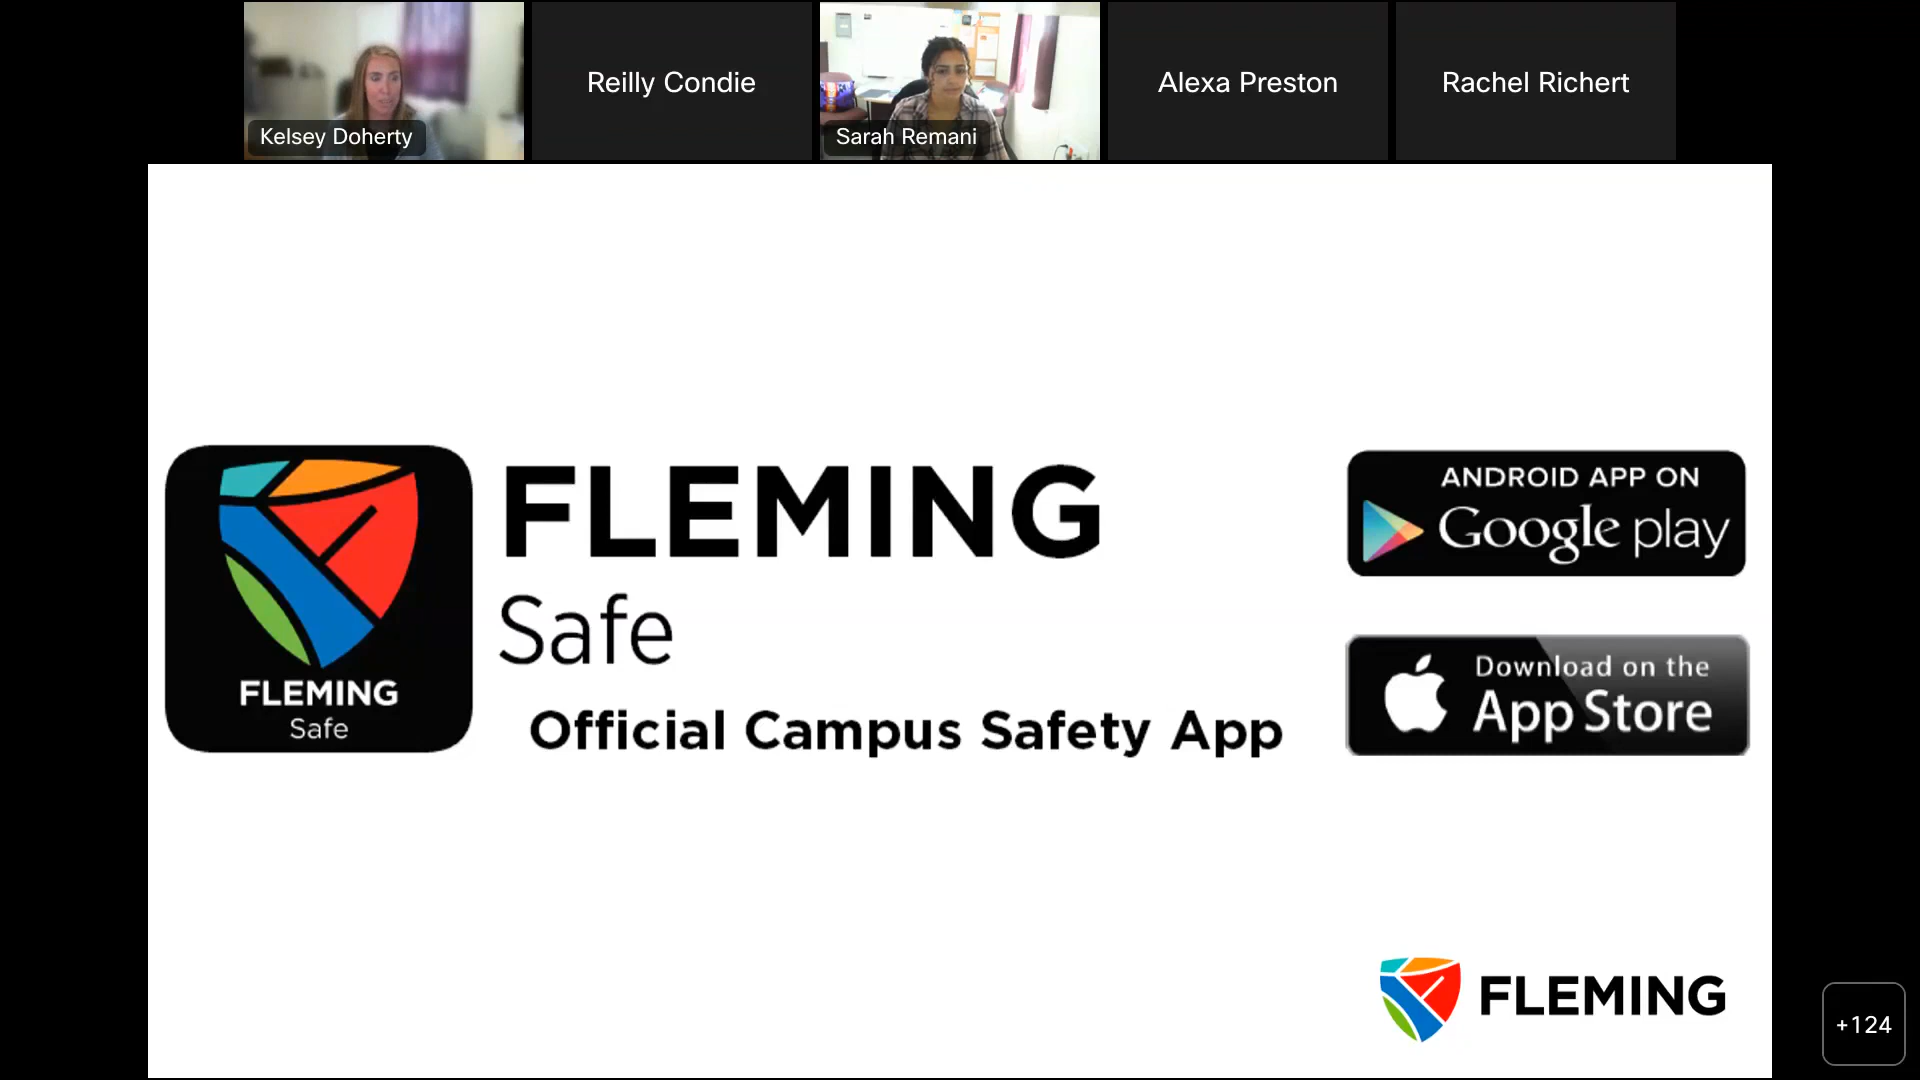 Kelsey Doherty
Reilly Condie
Sarah Remani
Alexa Preston
Rachel Richert
FLEMING
Safe
FLEMING
Safe
Official Campus Safety App
ANDROID APP ON
Google play
Download on the
App Store
FLEMING
+124